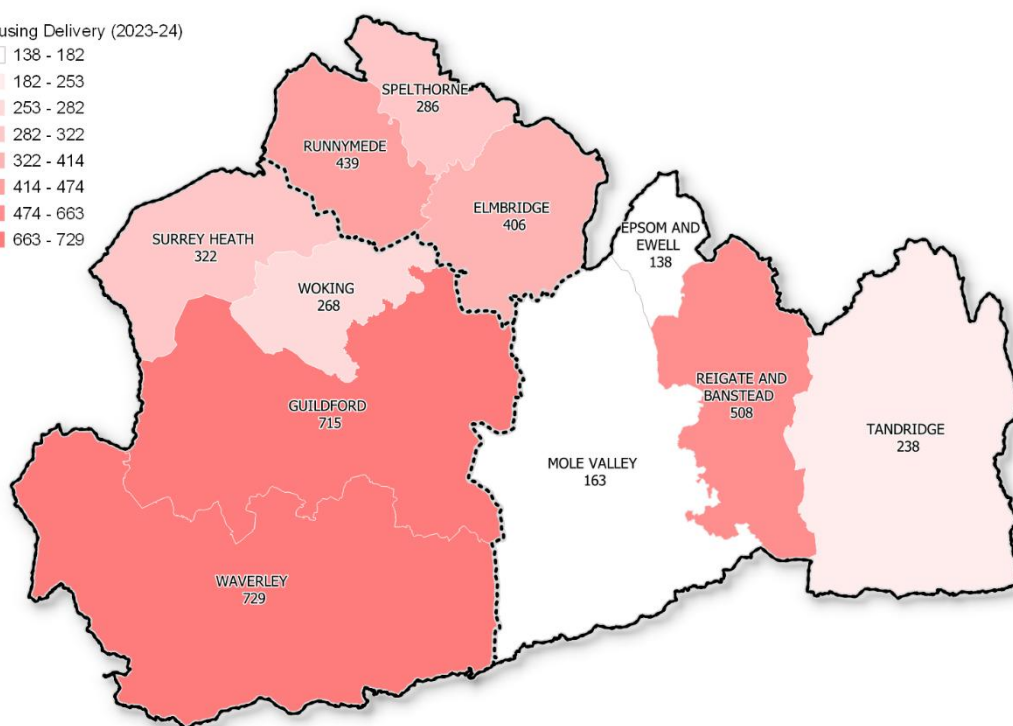 using Delivery (2023-24)
138 - 182
182 - 253
253 - 282
282 - 322
322 - 414
414 - 474
474 - 663
663 - 729
SPELTHORNE
286
RUNNYMEDE
439
ELMBRIDGE
406
EPSOM AND
EWELL
138
SURREY HEATH
322
WOKING
268
REIGATE AND
BANSTEAD
508
GUILDFORD
715
TANDRIDGE
238
MOLE VALLEY
163
WAVERLEY
729